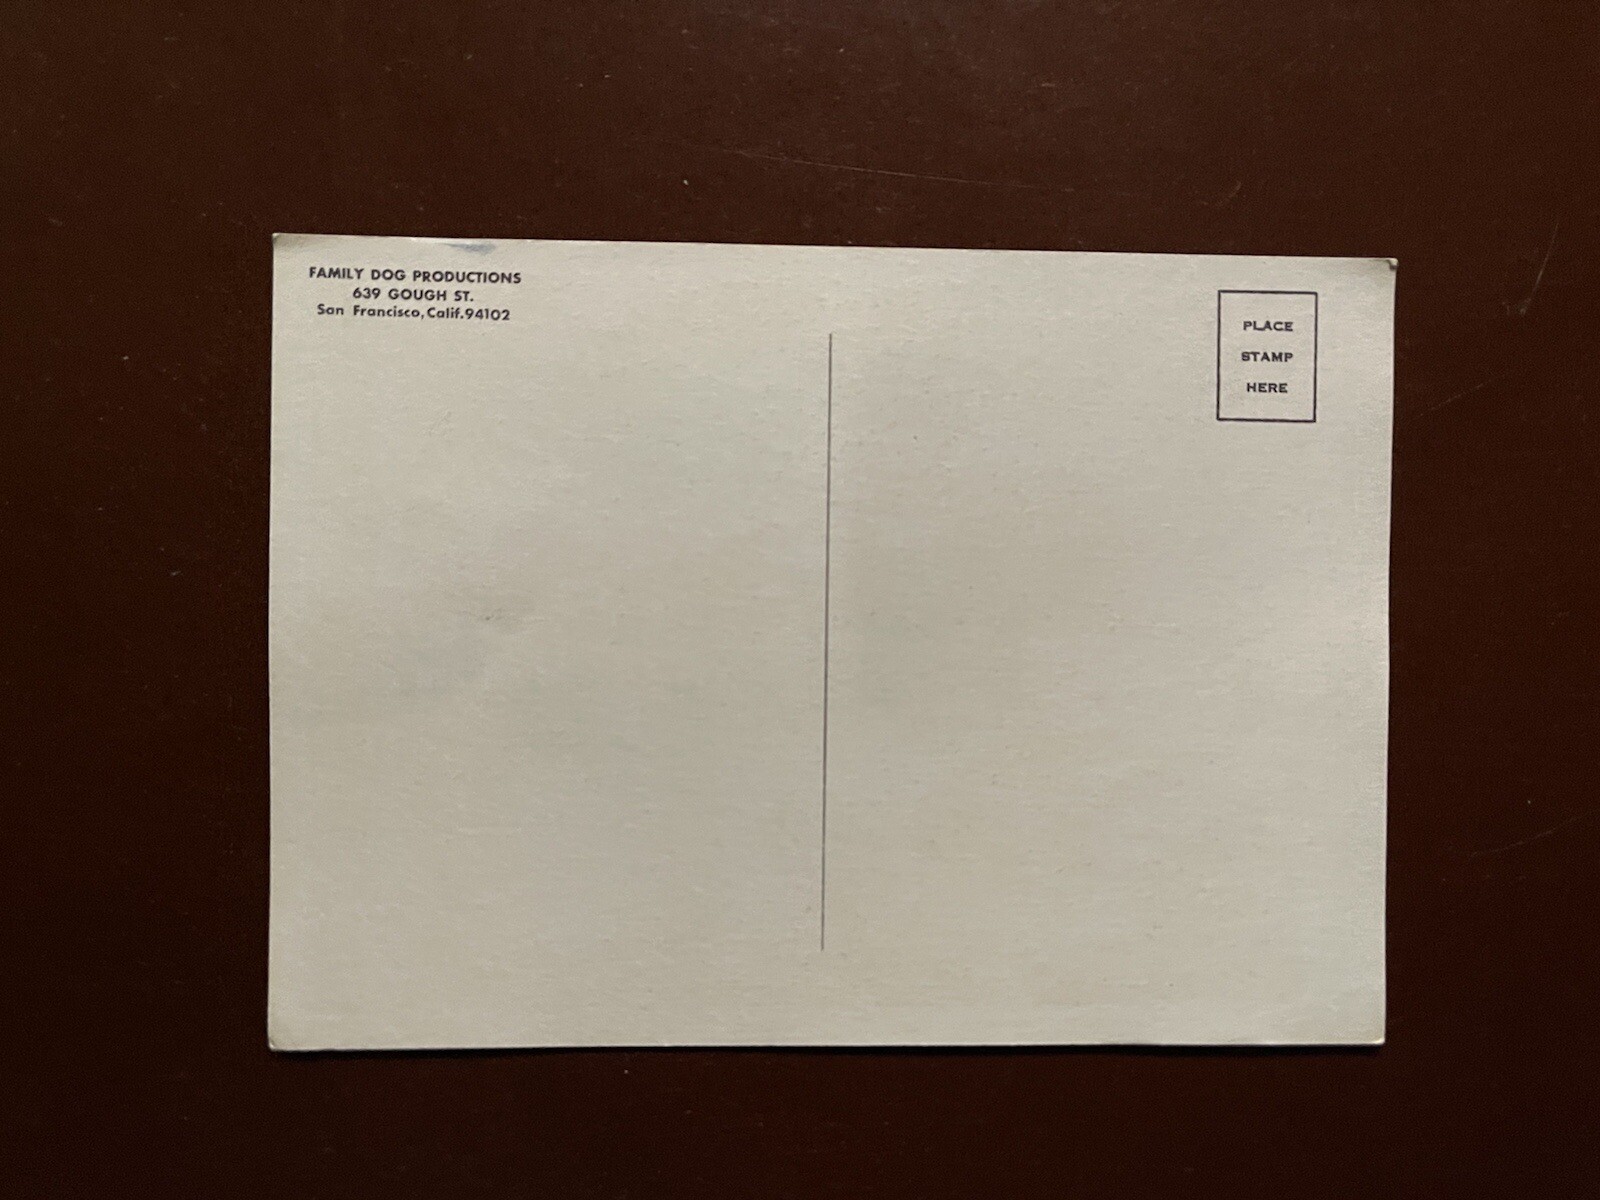 FAMILY DOG PRODUCTIONS
639 GOUGH ST.
San Francisco, Calif.94102
PLACE
STAMP
HERE